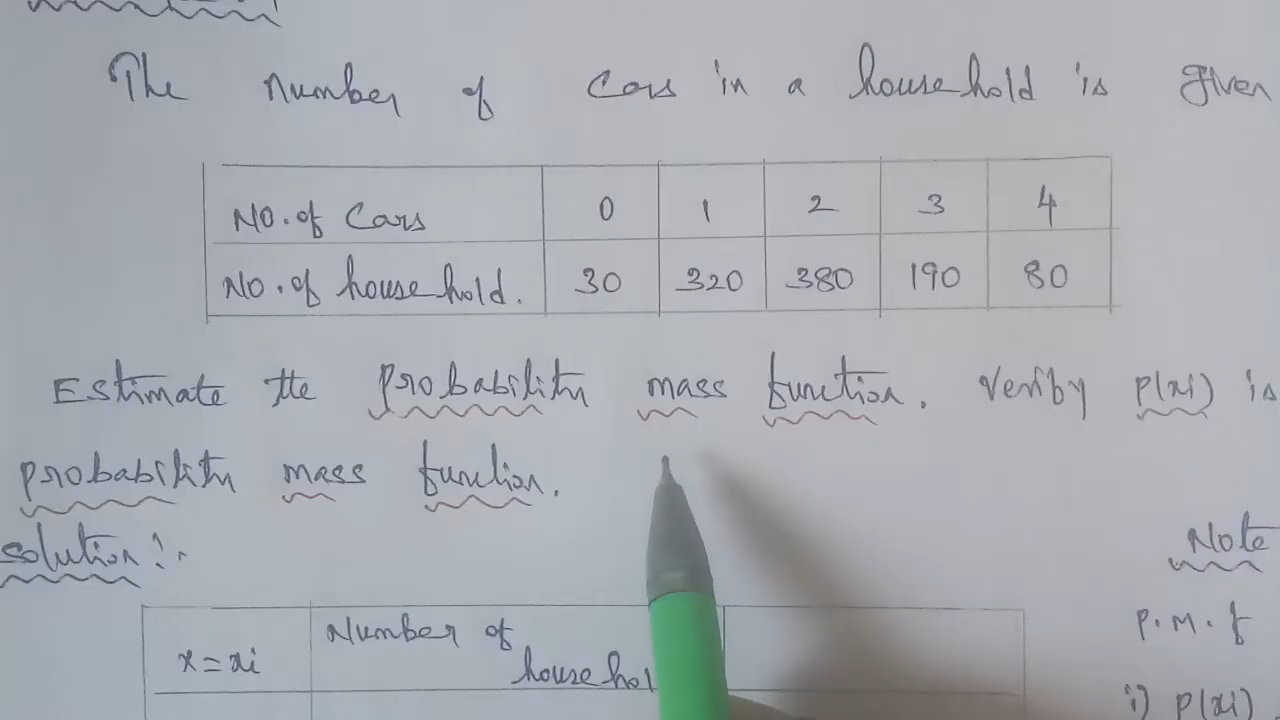 The number of Cars in a household is given
No. of Cars 0 1 2 3 4
No. of household. 30 320 380 190 80
Estimate the probability mass function. Verify p(xi) is
probability mass function.
Solution:-
Note
x = xi Number of
household
P.M.f
i) p(xi)